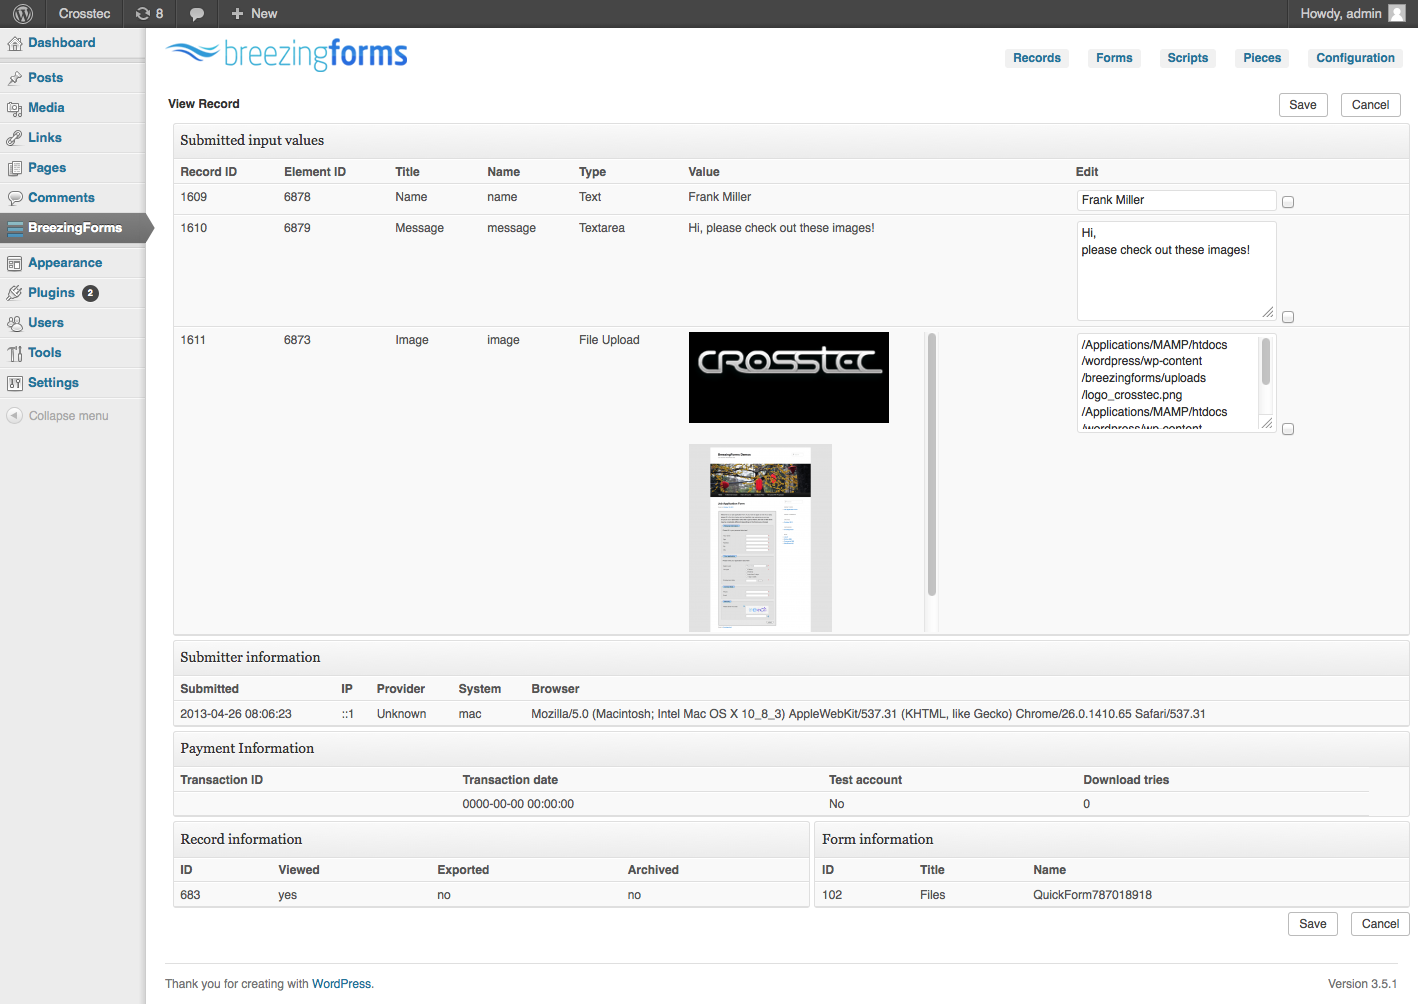 Crosstec 8 New Howdy, admin
Dashboard
Posts
Media
Links
Pages
Comments
BreezingForms
Appearance
Plugins 2
Users
Tools
Settings
Collapse menu
breezingforms
Records Forms Scripts Pieces Configuration
View Record Save Cancel
Submitted input values
Record ID Element ID Title Name Type Value Edit
1609 6878 Name name Text Frank Miller Frank Miller
1610 6879 Message message Textarea Hi, please check out these images! Hi,
please check out these images!
1611 6873 Image image File Upload
CROSSTEC
/Applications/MAMP/htdocs
/wordpress/wp-content
/breezingforms/uploads
/logo_crosstec.png
/Applications/MAMP/htdocs
/wordpress/wp-content
BreezingForms Demos
Job Application Form
Submitter information
Submitted IP Provider System Browser
2013-04-26 08:06:23 ::1 Unknown mac Mozilla/5.0 (Macintosh; Intel Mac OS X 10_8_3) AppleWebKit/537.31 (KHTML, like Gecko) Chrome/26.0.1410.65 Safari/537.31
Payment Information
Transaction ID Transaction date Test account Download tries
0000-00-00 00:00:00 No 0
Record information
ID Viewed Exported Archived
683 yes no no
Form information
ID Title Name
102 Files QuickForm787018918
Save Cancel
Thank you for creating with WordPress. Version 3.5.1